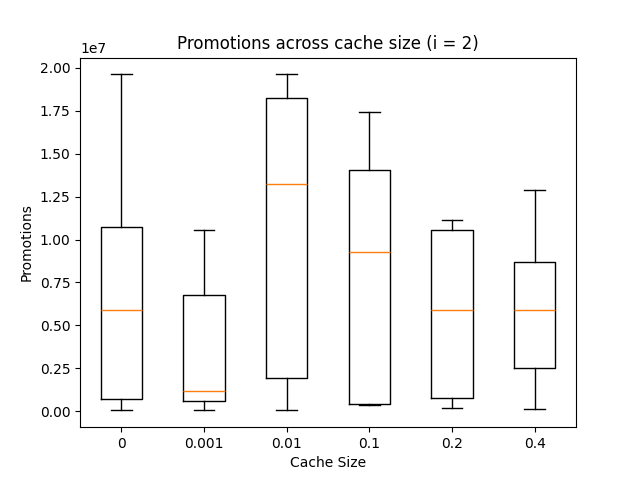 Promotions across cache size (i = 2)
1e7
2.00
1.75
1.50
1.25
1.00
0.75
0.50
0.25
0.00
Promotions
0 0.001 0.01 0.1 0.2 0.4
Cache Size